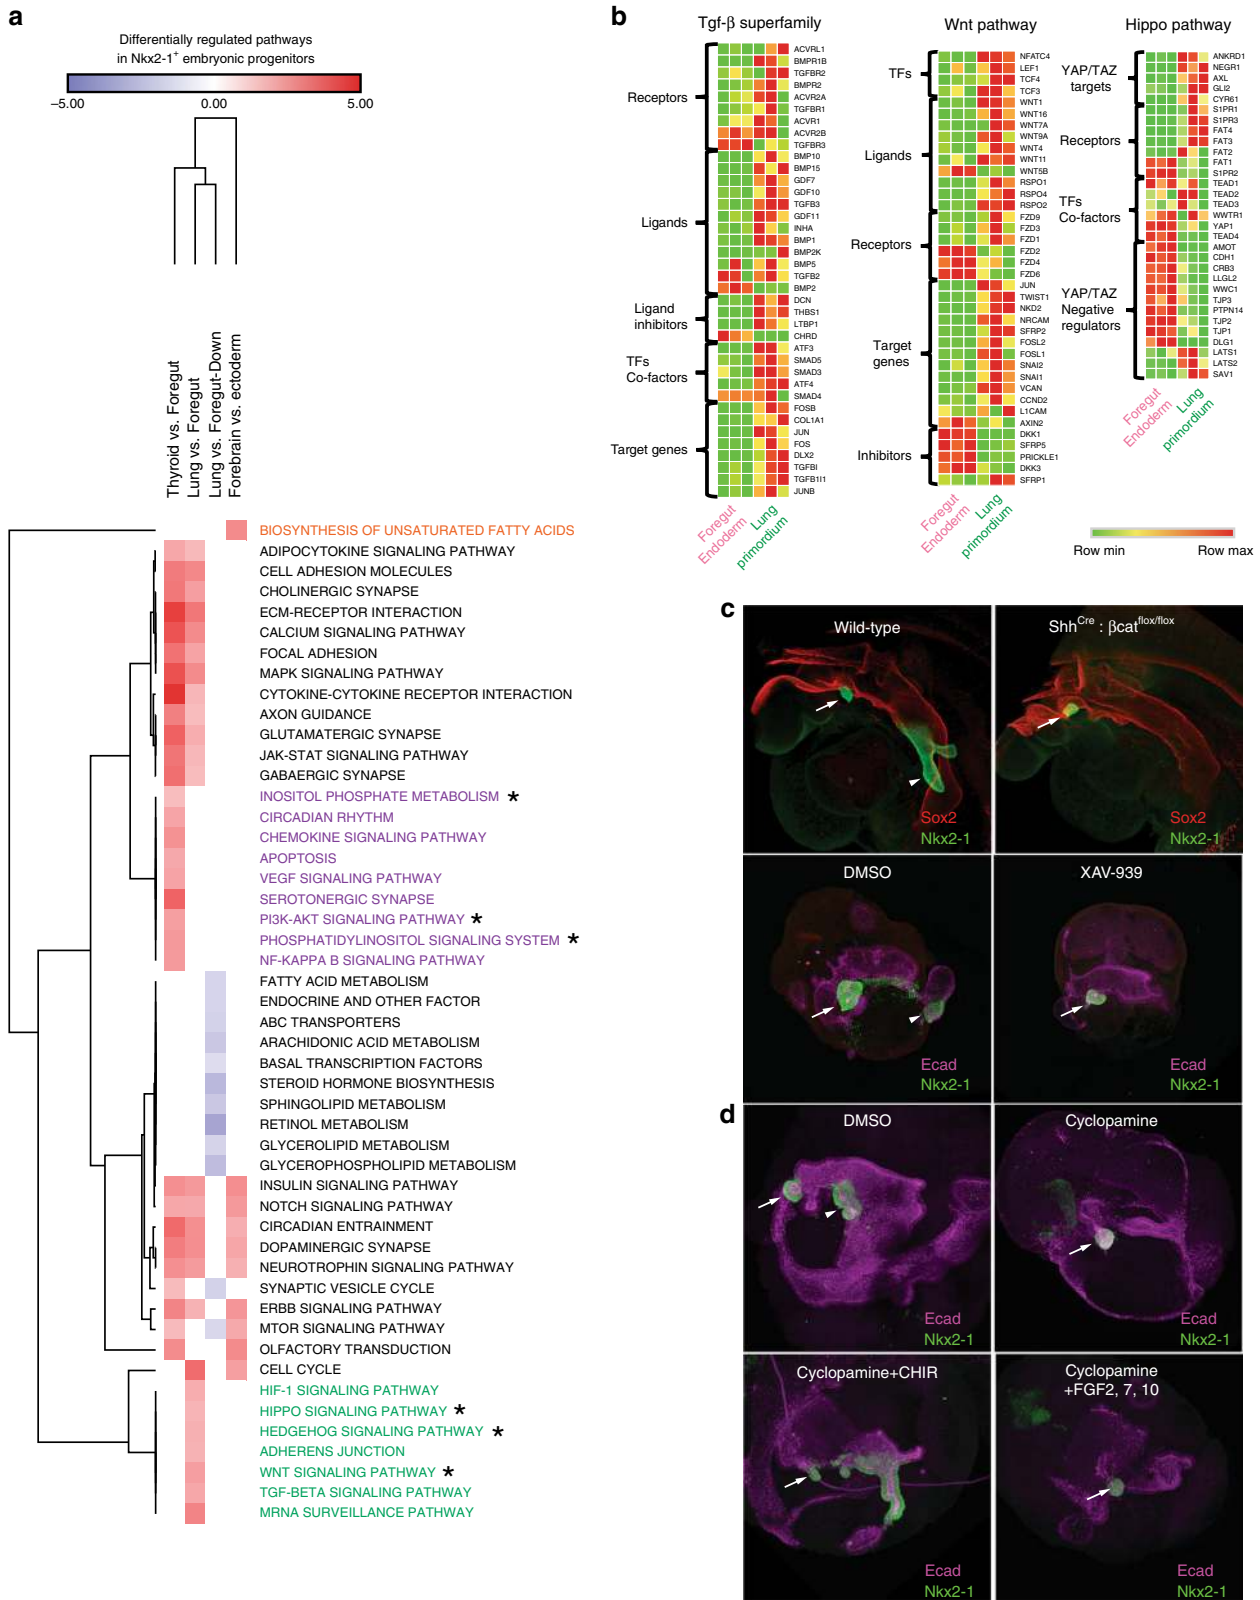 a
Differentially regulated pathways
in Nkx2-1+ embryonic progenitors
−5.00 0.00 5.00
Thyroid vs. Foregut
Lung vs. Foregut
Lung vs. Foregut-Down
Forebrain vs. ectoderm
BIOSYNTHESIS OF UNSATURATED FATTY ACIDS
ADIPOCYTOKINE SIGNALING PATHWAY
CELL ADHESION MOLECULES
CHOLINERGIC SYNAPSE
ECM-RECEPTOR INTERACTION
CALCIUM SIGNALING PATHWAY
FOCAL ADHESION
MAPK SIGNALING PATHWAY
CYTOKINE-CYTOKINE RECEPTOR INTERACTION
AXON GUIDANCE
GLUTAMATERGIC SYNAPSE
JAK-STAT SIGNALING PATHWAY
GABAERGIC SYNAPSE
INOSITOL PHOSPHATE METABOLISM *
CIRCADIAN RHYTHM
CHEMOKINE SIGNALING PATHWAY
APOPTOSIS
VEGF SIGNALING PATHWAY
SEROTONERGIC SYNAPSE
PI3K-AKT SIGNALING PATHWAY *
PHOSPHATIDYLINOSITOL SIGNALING SYSTEM *
NF-KAPPA B SIGNALING PATHWAY
FATTY ACID METABOLISM
ENDOCRINE AND OTHER FACTOR
ABC TRANSPORTERS
ARACHIDONIC ACID METABOLISM
BASAL TRANSCRIPTION FACTORS
STEROID HORMONE BIOSYNTHESIS
SPHINGOLIPID METABOLISM
RETINOL METABOLISM
GLYCEROLIPID METABOLISM
GLYCEROPHOSPHOLIPID METABOLISM
INSULIN SIGNALING PATHWAY
NOTCH SIGNALING PATHWAY
CIRCADIAN ENTRAINMENT
DOPAMINERGIC SYNAPSE
NEUROTROPHIN SIGNALING PATHWAY
SYNAPTIC VESICLE CYCLE
ERBB SIGNALING PATHWAY
MTOR SIGNALING PATHWAY
OLFACTORY TRANSDUCTION
CELL CYCLE
HIF-1 SIGNALING PATHWAY
HIPPO SIGNALING PATHWAY *
HEDGEHOG SIGNALING PATHWAY *
ADHERENS JUNCTION
WNT SIGNALING PATHWAY *
TGF-BETA SIGNALING PATHWAY
MRNA SURVEILLANCE PATHWAY
b
Tgf-β superfamily
Receptors
ACVRL1
BMPR1B
TGFBR2
BMPR2
ACVR2A
TGFBR1
ACVR1
ACVR2B
TGFBR3
Ligands
BMP10
BMP15
GDF7
GDF10
TGFB3
GDF11
INHA
BMP1
BMP2K
BMP5
TGFB2
BMP2
Ligand
inhibitors
DCN
THBS1
LTBP1
CHRD
TFs
Co-factors
ATF3
SMAD5
SMAD3
ATF4
SMAD4
Target genes
FOSB
COL1A1
JUN
FOS
DLX2
TGFBI
TGFB1I1
JUNB
Foregut
Endoderm
Lung
primordium
Wnt pathway
TFs
NFATC4
LEF1
TCF4
TCF3
Ligands
WNT1
WNT16
WNT7A
WNT9A
WNT4
WNT11
WNT5B
RSPO1
RSPO4
RSPO2
Receptors
FZD9
FZD3
FZD1
FZD2
FZD4
FZD6
Target
genes
JUN
TWIST1
NKD2
NRCAM
SFRP2
FOSL2
FOSL1
SNAI2
SNAI1
VCAN
CCND2
L1CAM
AXIN2
Inhibitors
DKK1
SFRP5
PRICKLE1
DKK3
SFRP1
Foregut
Endoderm
Lung
primordium
Hippo pathway
YAP/TAZ
targets
ANKRD1
NEGR1
AXL
GLI2
CYR61
Receptors
S1PR1
S1PR3
FAT4
FAT3
FAT2
FAT1
S1PR2
TFs
Co-factors
TEAD1
TEAD2
TEAD3
WWTR1
YAP1
TEAD4
YAP/TAZ
Negative
regulators
AMOT
CDH1
CRB3
LLGL2
WWC1
TJP3
PTPN14
TJP2
TJP1
DLG1
LATS1
LATS2
SAV1
Foregut
Endoderm
Lung
primordium
Row min Row max
c
Wild-type
Sox2
Nkx2-1
ShhCre : βcatflox/flox
Sox2
Nkx2-1
DMSO
Ecad
Nkx2-1
XAV-939
Ecad
Nkx2-1
d
DMSO
Ecad
Nkx2-1
Cyclopamine
Ecad
Nkx2-1
Cyclopamine+CHIR
Ecad
Nkx2-1
Cyclopamine
+FGF2, 7, 10
Ecad
Nkx2-1